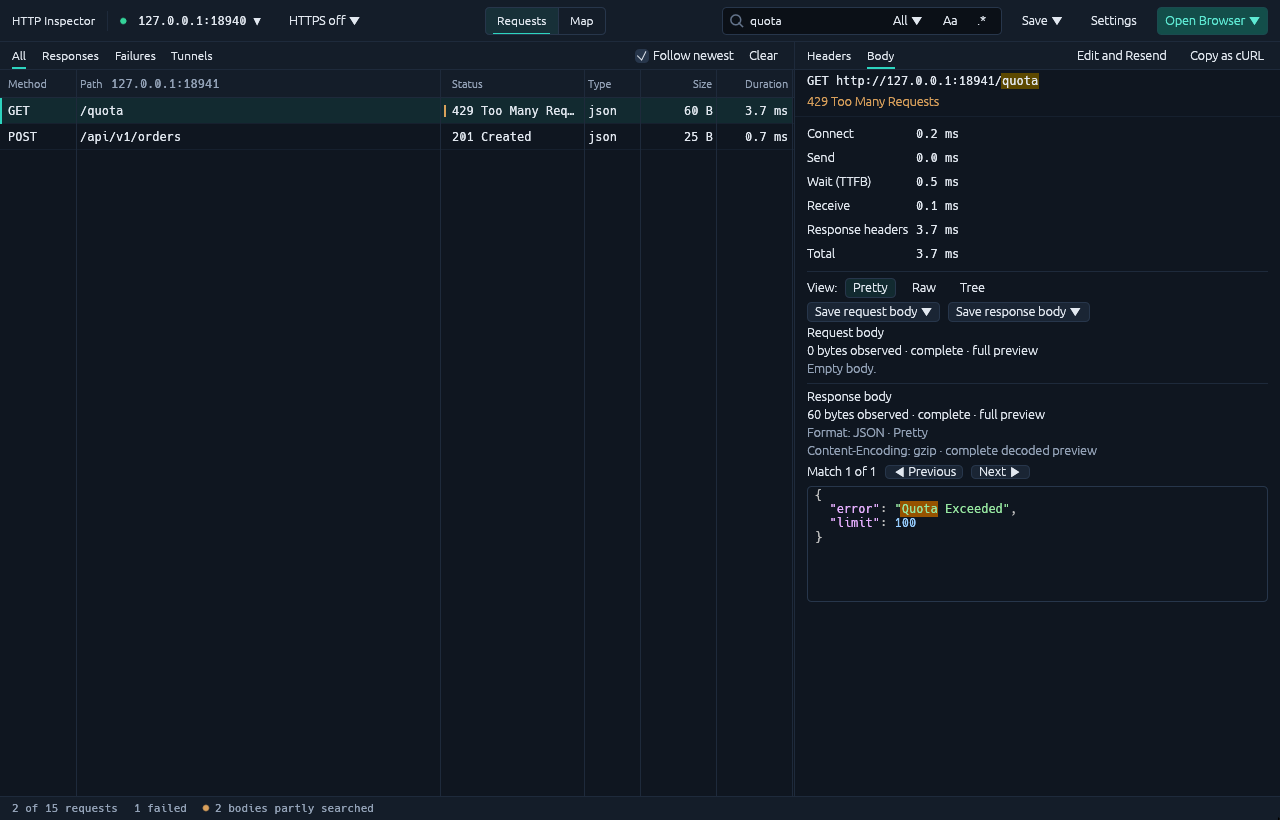 HTTP Inspector 127.0.0.1:18940 ▼ HTTPS off ▼ Requests Map quota All ▼ Aa .* Save ▼ Settings Open Browser ▼
All Responses Failures Tunnels Follow newest Clear
Method Path 127.0.0.1:18941 Status Type Size Duration
GET /quota 429 Too Many Req… json 60 B 3.7 ms
POST /api/v1/orders 201 Created json 25 B 0.7 ms
Headers Body Edit and Resend Copy as cURL
GET http://127.0.0.1:18941/quota
429 Too Many Requests
Connect 0.2 ms
Send 0.0 ms
Wait (TTFB) 0.5 ms
Receive 0.1 ms
Response headers 3.7 ms
Total 3.7 ms
View: Pretty Raw Tree
Save request body ▼ Save response body ▼
Request body
0 bytes observed · complete · full preview
Empty body.
Response body
60 bytes observed · complete · full preview
Format: JSON · Pretty
Content-Encoding: gzip · complete decoded preview
Match 1 of 1 ◀ Previous Next ▶
{
  "error": "Quota Exceeded",
  "limit": 100
}
2 of 15 requests 1 failed 2 bodies partly searched